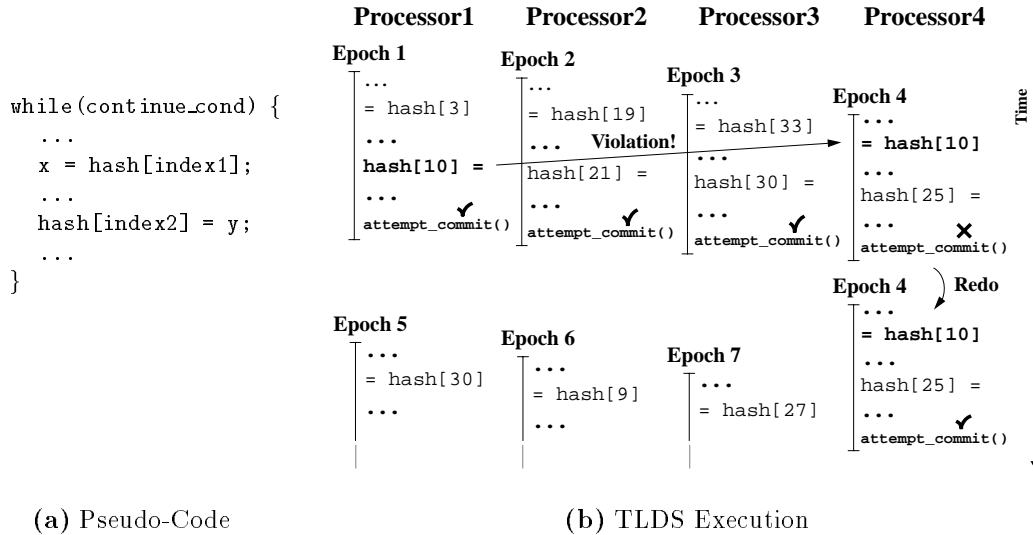 while(continue_cond) {
...
x = hash[index1];
...
hash[index2] = y;
...
}
(a) Pseudo-Code
Processor1 Processor2 Processor3 Processor4
Time
Epoch 1
...
= hash[3]
...
hash[10] =
...
attempt_commit()
Epoch 2
...
= hash[19]
...
hash[21] =
...
attempt_commit()
Epoch 3
...
= hash[33]
...
hash[30] =
...
attempt_commit()
Violation!
Epoch 4
...
= hash[10]
...
hash[25] =
...
attempt_commit()
Redo
Epoch 5
...
= hash[30]
...
Epoch 6
...
= hash[9]
...
Epoch 7
...
= hash[27]
Epoch 4
...
= hash[10]
...
hash[25] =
...
attempt_commit()
(b) TLDS Execution